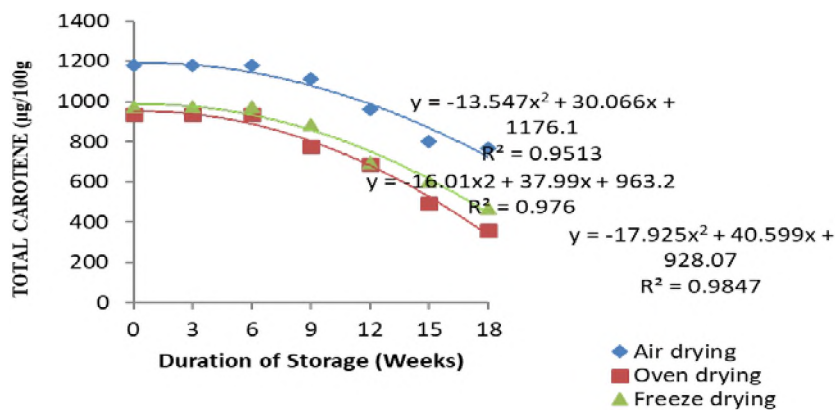 TOTAL CAROTENE (µg/100g
1400
1200
1000
800
600
400
200
0
y = -13.547x² + 30.066x +
1176.1
R² = 0.9513
y = -16.01x2 + 37.99x + 963.2
R² = 0.976
y = -17.925x² + 40.599x +
928.07
R² = 0.9847
0 3 6 9 12 15 18
Duration of Storage (Weeks)
Air drying
Oven drying
Freeze drying